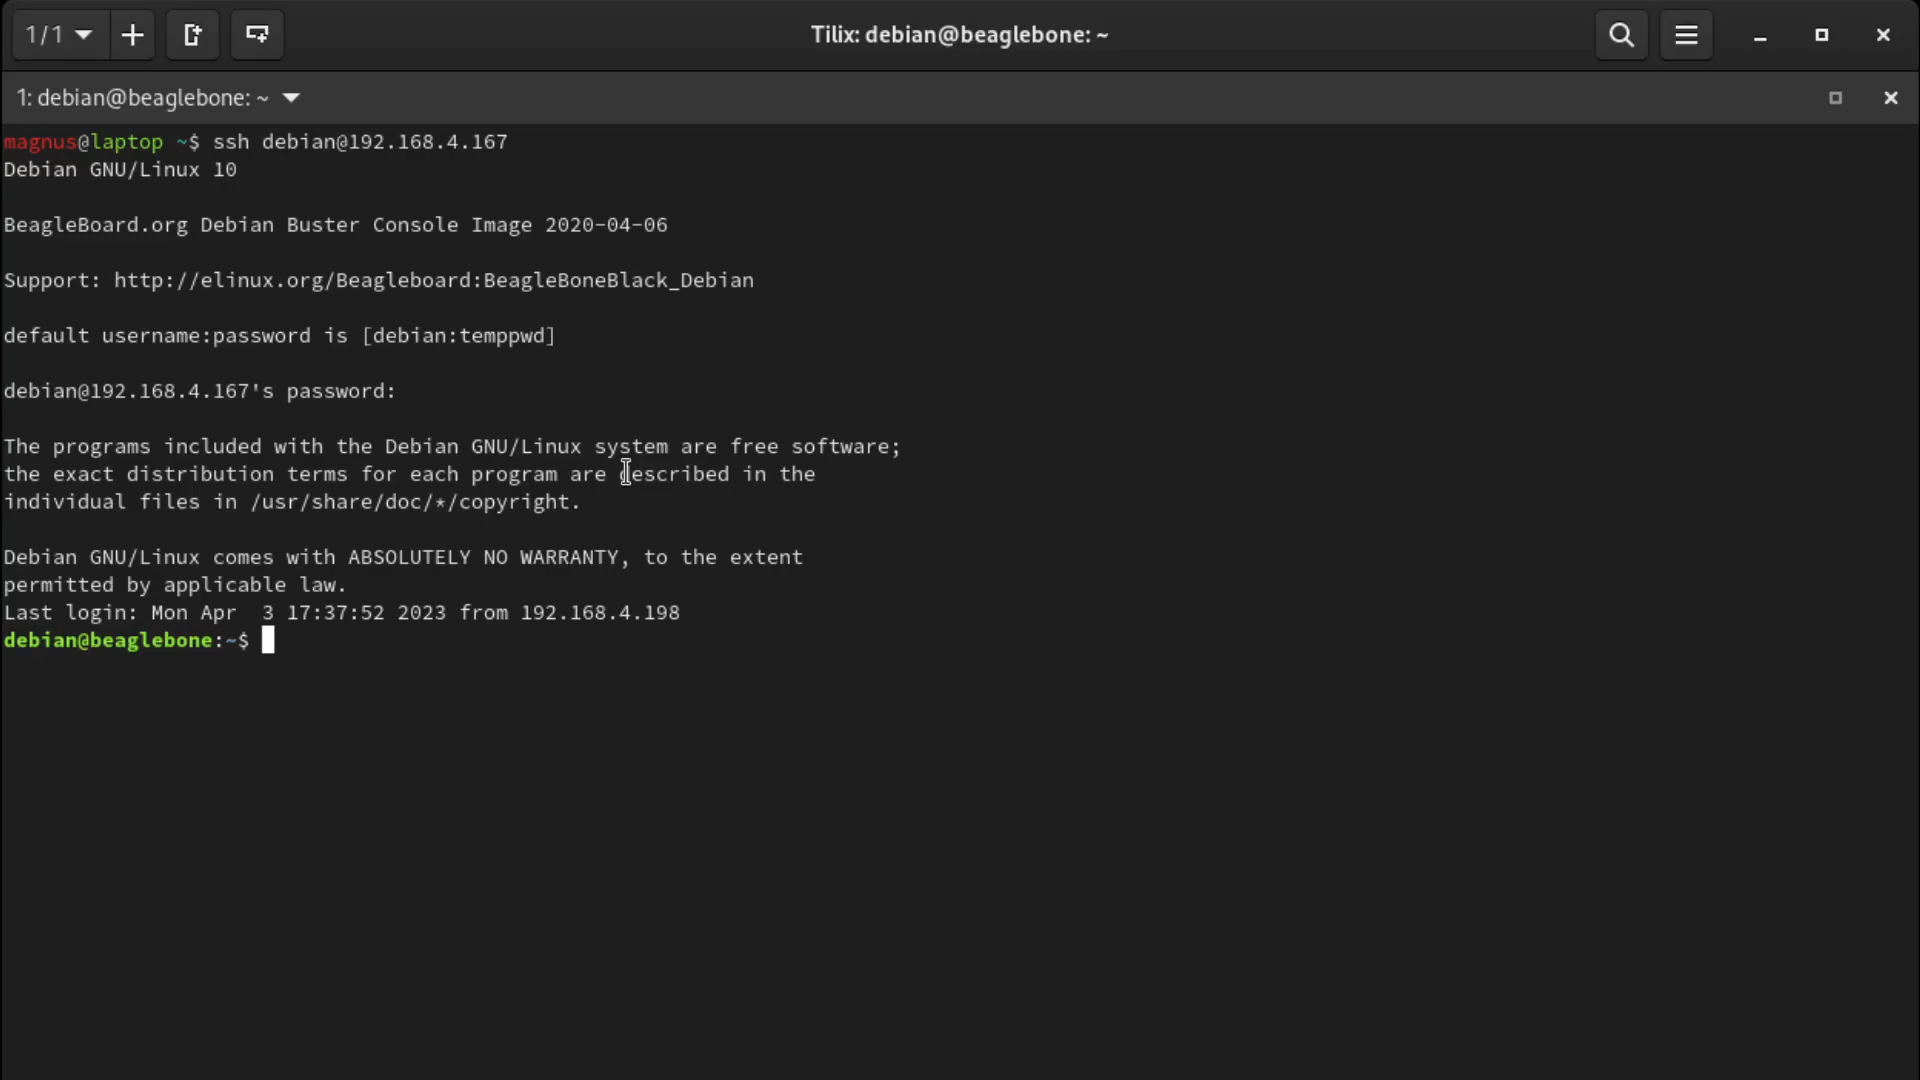 1/1
Tilix: debian@beaglebone: ~
1: debian@beaglebone: ~
magnus@laptop ~$ ssh debian@192.168.4.167
Debian GNU/Linux 10
BeagleBoard.org Debian Buster Console Image 2020-04-06
Support: http://elinux.org/Beagleboard:BeagleBoneBlack_Debian
default username:password is [debian:temppwd]
debian@192.168.4.167's password:
The programs included with the Debian GNU/Linux system are free software;
the exact distribution terms for each program are described in the
individual files in /usr/share/doc/*/copyright.
Debian GNU/Linux comes with ABSOLUTELY NO WARRANTY, to the extent
permitted by applicable law.
Last login: Mon Apr  3 17:37:52 2023 from 192.168.4.198
debian@beaglebone:~$